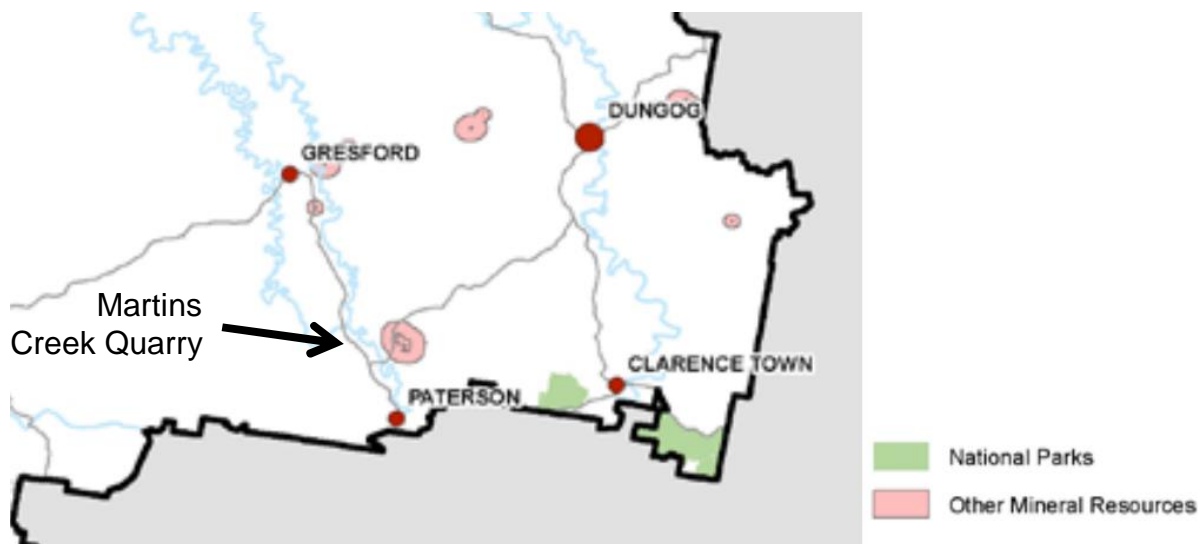 DUNGOG
GRESFORD
Martins
Creek Quarry
CLARENCE TOWN
PATERSON
National Parks
Other Mineral Resources